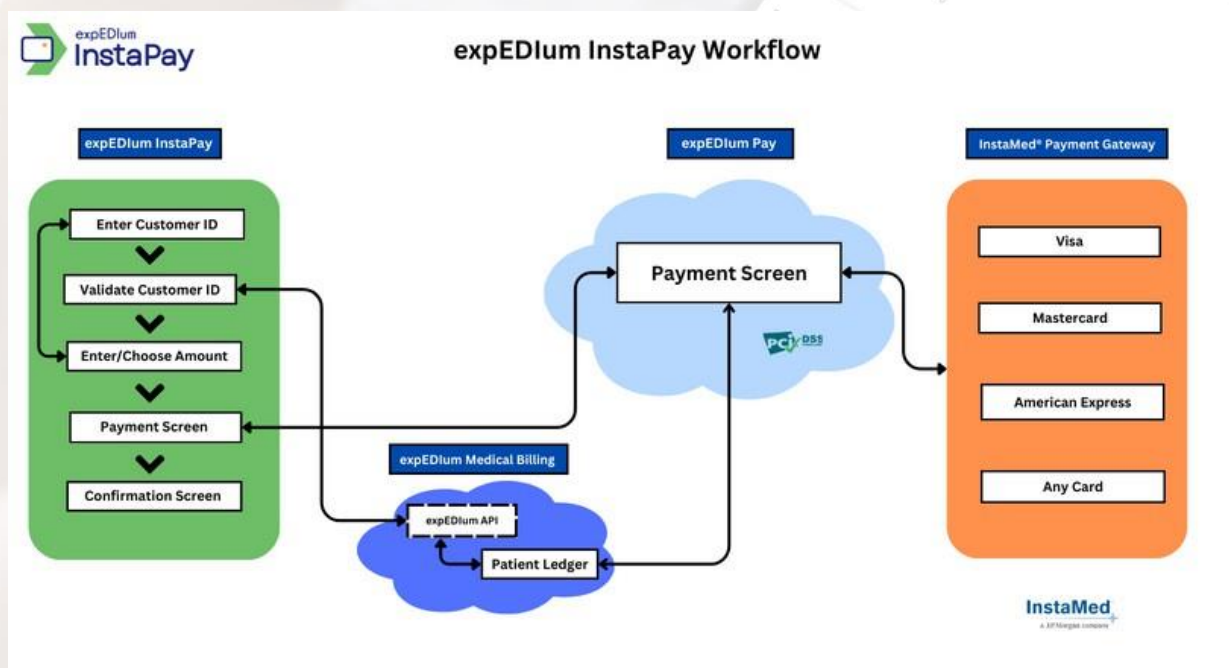 expEDIum
InstaPay
expEDIum InstaPay Workflow
expEDIum InstaPay
Enter Customer ID
Validate Customer ID
Enter/Choose Amount
Payment Screen
Confirmation Screen
expEDIum Medical Billing
expEDIum API
Patient Ledger
expEDIum Pay
Payment Screen
PCI DSS
InstaMed® Payment Gateway
Visa
Mastercard
American Express
Any Card
InstaMed
a J.P. Morgan company